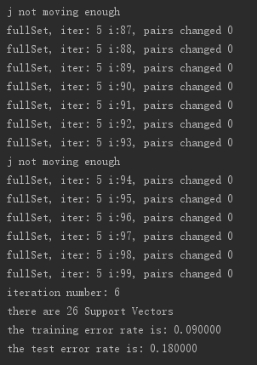 j not moving enough
fullSet, iter: 5 i:87, pairs changed 0
fullSet, iter: 5 i:88, pairs changed 0
fullSet, iter: 5 i:89, pairs changed 0
fullSet, iter: 5 i:90, pairs changed 0
fullSet, iter: 5 i:91, pairs changed 0
fullSet, iter: 5 i:92, pairs changed 0
fullSet, iter: 5 i:93, pairs changed 0
j not moving enough
fullSet, iter: 5 i:94, pairs changed 0
fullSet, iter: 5 i:95, pairs changed 0
fullSet, iter: 5 i:96, pairs changed 0
fullSet, iter: 5 i:97, pairs changed 0
fullSet, iter: 5 i:98, pairs changed 0
fullSet, iter: 5 i:99, pairs changed 0
iteration number: 6
there are 26 Support Vectors
the training error rate is: 0.090000
the test error rate is: 0.180000